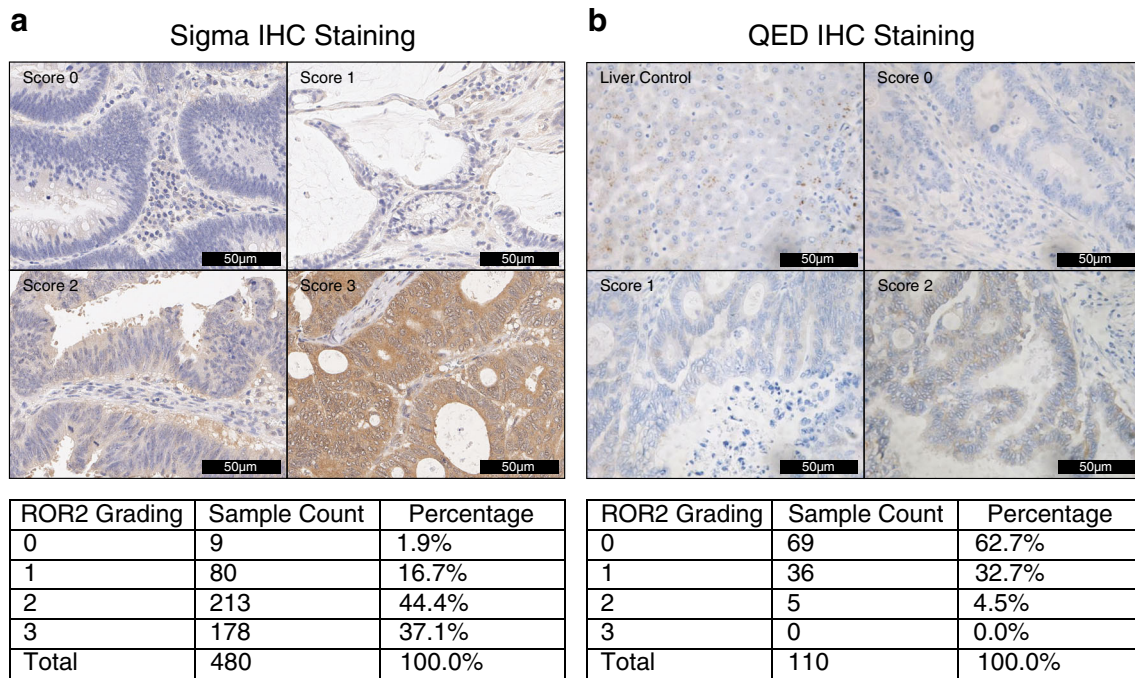 a
Sigma IHC Staining
Score 0
Score 1
50µm
50µm
Score 2
Score 3
50µm
50µm
ROR2 Grading Sample Count Percentage
0 9 1.9%
1 80 16.7%
2 213 44.4%
3 178 37.1%
Total 480 100.0%
b
QED IHC Staining
Liver Control
Score 0
50µm
50µm
Score 1
Score 2
50µm
50µm
ROR2 Grading Sample Count Percentage
0 69 62.7%
1 36 32.7%
2 5 4.5%
3 0 0.0%
Total 110 100.0%